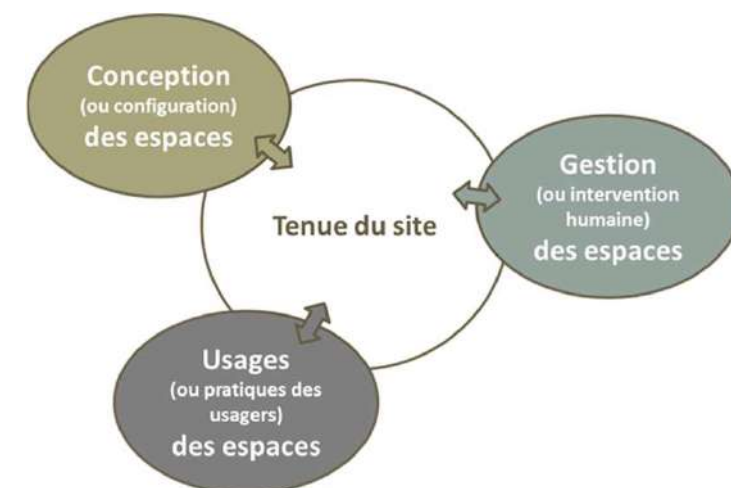 Conception
(ou configuration)
des espaces
Gestion
(ou intervention
humaine)
des espaces
Tenue du site
Usages
(ou pratiques des
usagers)
des espaces